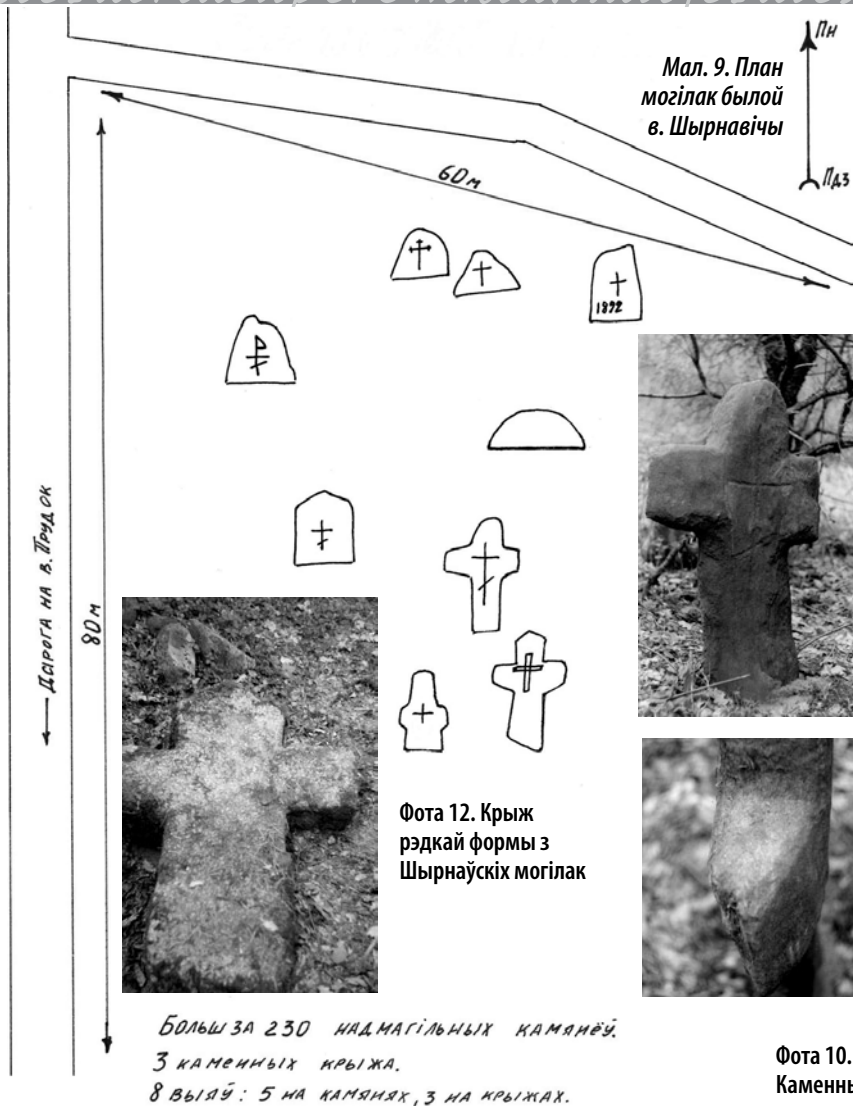 Пн
Мал. 9. План
могілак былой
в. Шырнавічы
Пдз
60м
1892
Дарога на в. Прудок
80м
Фота 12. Крыж
рэдкай формы з
Шырнаўскіх могілак
Больш за 230 надмагільных камянёў.
3 каменных крыжа.
8 выяў: 5 на камянях, 3 на крыжах.
Фота 10.